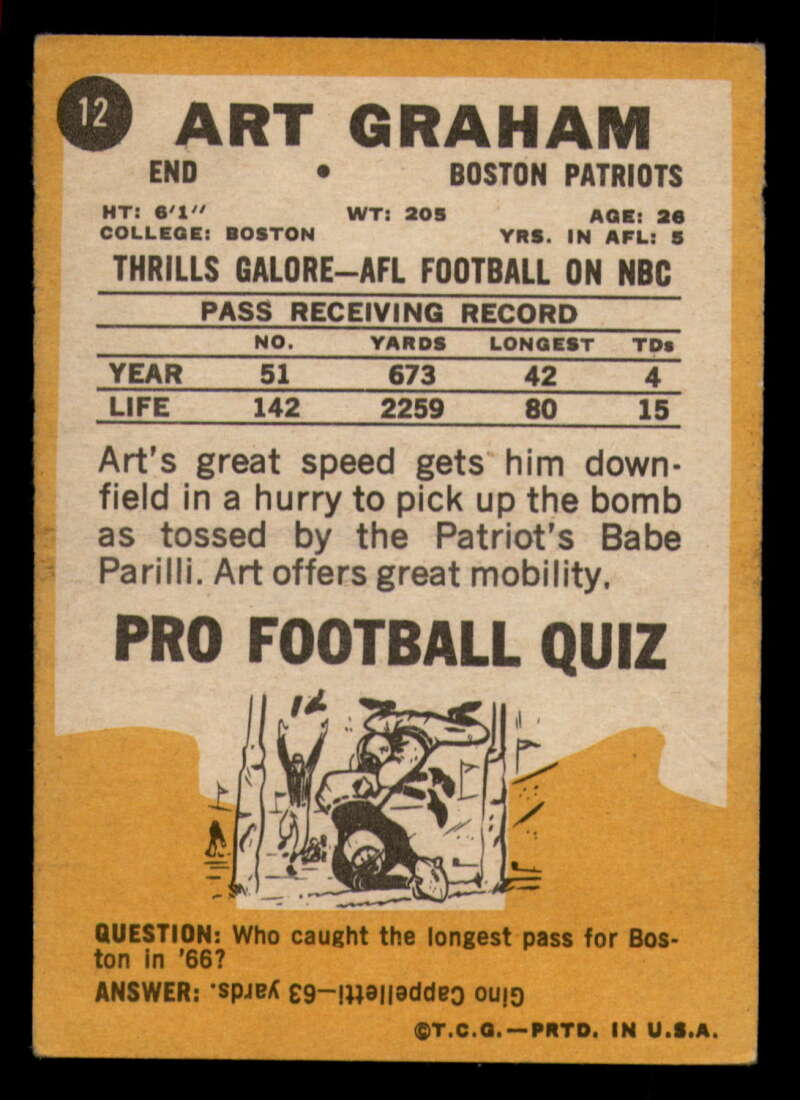 12
ART GRAHAM
END • BOSTON PATRIOTS
HT: 6'1" WT: 205 AGE: 26
COLLEGE: BOSTON YRS. IN AFL: 5
THRILLS GALORE—AFL FOOTBALL ON NBC
PASS RECEIVING RECORD
NO. YARDS LONGEST TDs
YEAR 51 673 42 4
LIFE 142 2259 80 15
Art's great speed gets him down-
field in a hurry to pick up the bomb
as tossed by the Patriot's Babe
Parilli. Art offers great mobility.
PRO FOOTBALL QUIZ
QUESTION: Who caught the longest pass for Bos-
ton in '66?
ANSWER: Gino Cappelletti—63 yards.
©T.C.G.—PRTD. IN U.S.A.